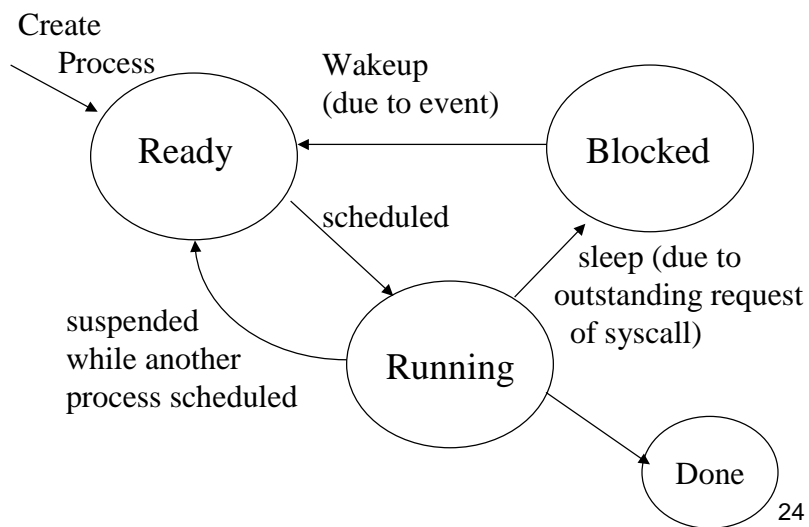 Create
Process
Wakeup
(due to event)
Ready
Blocked
scheduled
sleep (due to
outstanding request
of syscall)
suspended
while another
process scheduled
Running
Done
24